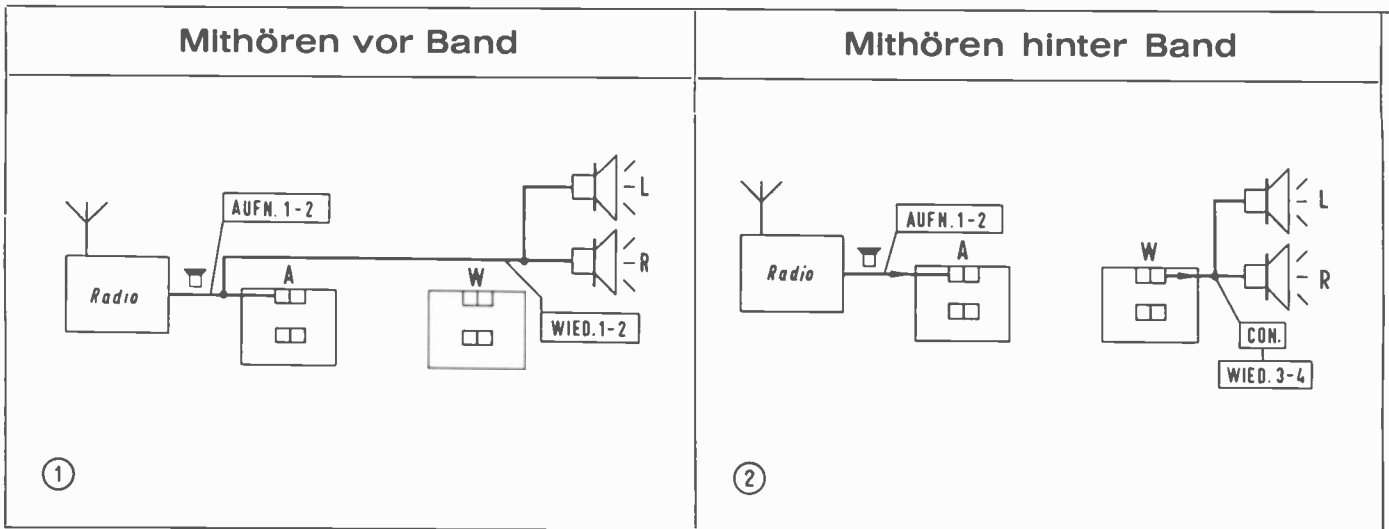 Mithören vor Band
AUFN. 1-2
L
R
Radio
A
W
WIED.1-2
1
Mithören hinter Band
AUFN. 1-2
L
R
Radio
A
W
CON.
WIED. 3-4
2